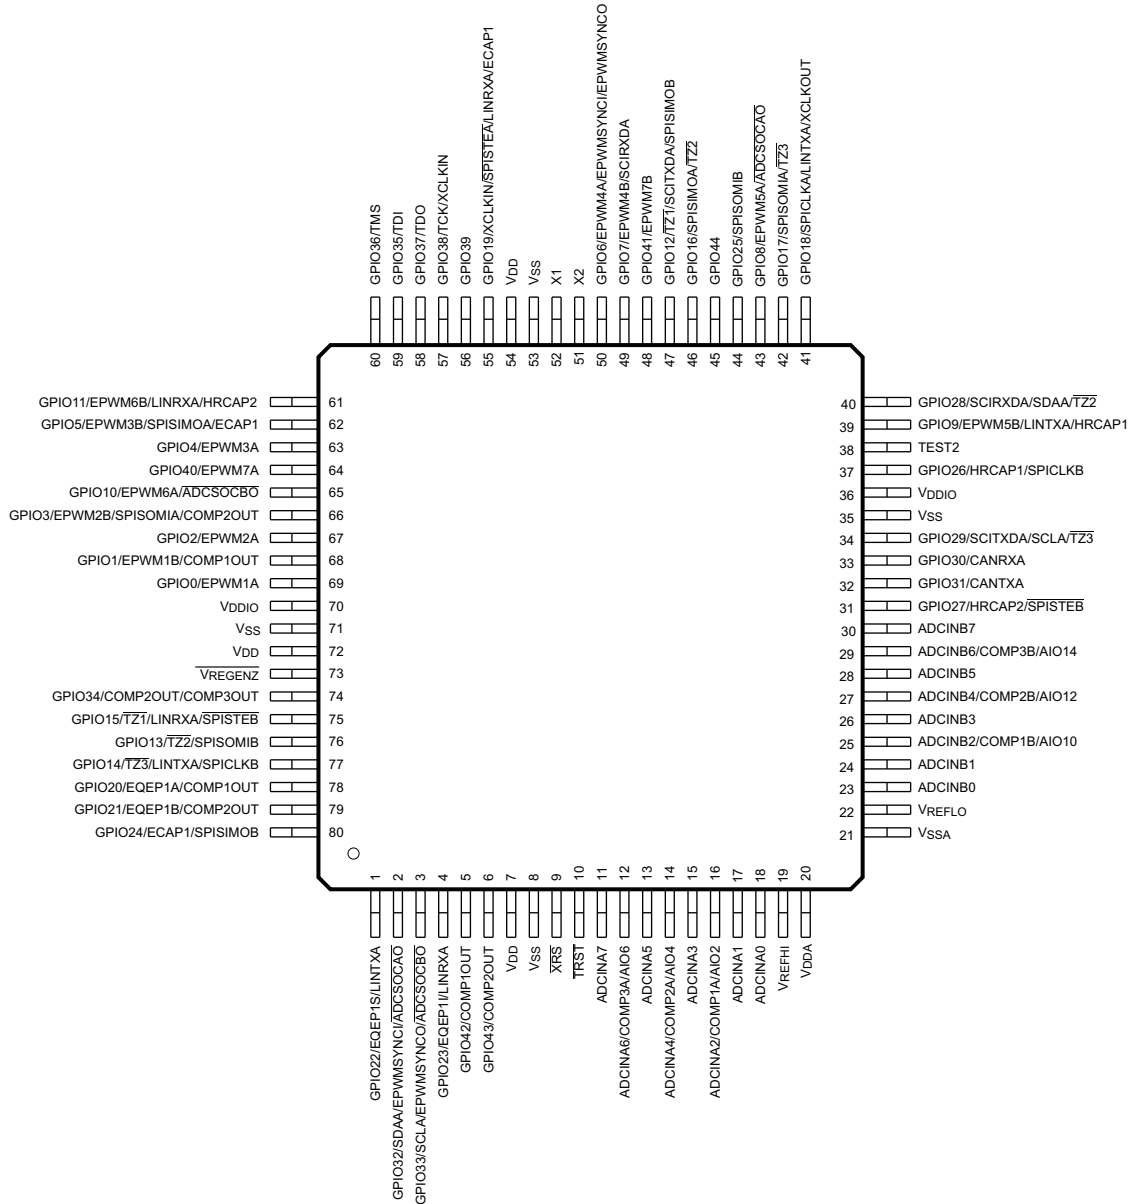 GPIO36/TMS
GPIO35/TDI
GPIO37/TDO
GPIO38/TCK/XCLKIN
GPIO39
GPIO19/XCLKIN/SPISTEA/LINRXA/ECAP1
VDD
VSS
X1
X2
GPIO6/EPWM4A/EPWMSYNCI/EPWMSYNCO
GPIO7/EPWM4B/SCIRXDA
GPIO41/EPWM7B
GPIO12/TZ1/SCITXDA/SPISIMOB
GPIO16/SPISIMOA/TZ2
GPIO44
GPIO25/SPISOMIB
GPIO8/EPWM5A/ADCSOCAO
GPIO17/SPISOMIA/TZ3
GPIO18/SPICLKA/LINTXA/XCLKOUT
60
59
58
57
56
55
54
53
52
51
50
49
48
47
46
45
44
43
42
41
GPIO11/EPWM6B/LINRXA/HRCAP2 61
GPIO5/EPWM3B/SPISIMOA/ECAP1 62
GPIO4/EPWM3A 63
GPIO40/EPWM7A 64
GPIO10/EPWM6A/ADCSOCBO 65
GPIO3/EPWM2B/SPISOMIA/COMP2OUT 66
GPIO2/EPWM2A 67
GPIO1/EPWM1B/COMP1OUT 68
GPIO0/EPWM1A 69
VDDIO 70
VSS 71
VDD 72
VREGENZ 73
GPIO34/COMP2OUT/COMP3OUT 74
GPIO15/TZ1/LINRXA/SPISTEB 75
GPIO13/TZ2/SPISOMIB 76
GPIO14/TZ3/LINTXA/SPICLKB 77
GPIO20/EQEP1A/COMP1OUT 78
GPIO21/EQEP1B/COMP2OUT 79
GPIO24/ECAP1/SPISIMOB 80
40 GPIO28/SCIRXDA/SDAA/TZ2
39 GPIO9/EPWM5B/LINTXA/HRCAP1
38 TEST2
37 GPIO26/HRCAP1/SPICLKB
36 VDDIO
35 VSS
34 GPIO29/SCITXDA/SCLA/TZ3
33 GPIO30/CANRXA
32 GPIO31/CANTXA
31 GPIO27/HRCAP2/SPISTEB
30 ADCINB7
29 ADCINB6/COMP3B/AIO14
28 ADCINB5
27 ADCINB4/COMP2B/AIO12
26 ADCINB3
25 ADCINB2/COMP1B/AIO10
24 ADCINB1
23 ADCINB0
22 VREFLO
21 VSSA
1
2
3
4
5
6
7
8
9
10
11
12
13
14
15
16
17
18
19
20
GPIO22/EQEP1S/LINTXA
GPIO32/SDAA/EPWMSYNCI/ADCSOCAO
GPIO33/SCLA/EPWMSYNCO/ADCSOCBO
GPIO23/EQEP1I/LINRXA
GPIO42/COMP1OUT
GPIO43/COMP2OUT
VDD
VSS
XRS
TRST
ADCINA7
ADCINA6/COMP3A/AIO6
ADCINA5
ADCINA4/COMP2A/AIO4
ADCINA3
ADCINA2/COMP1A/AIO2
ADCINA1
ADCINA0
VREFHI
VDDA